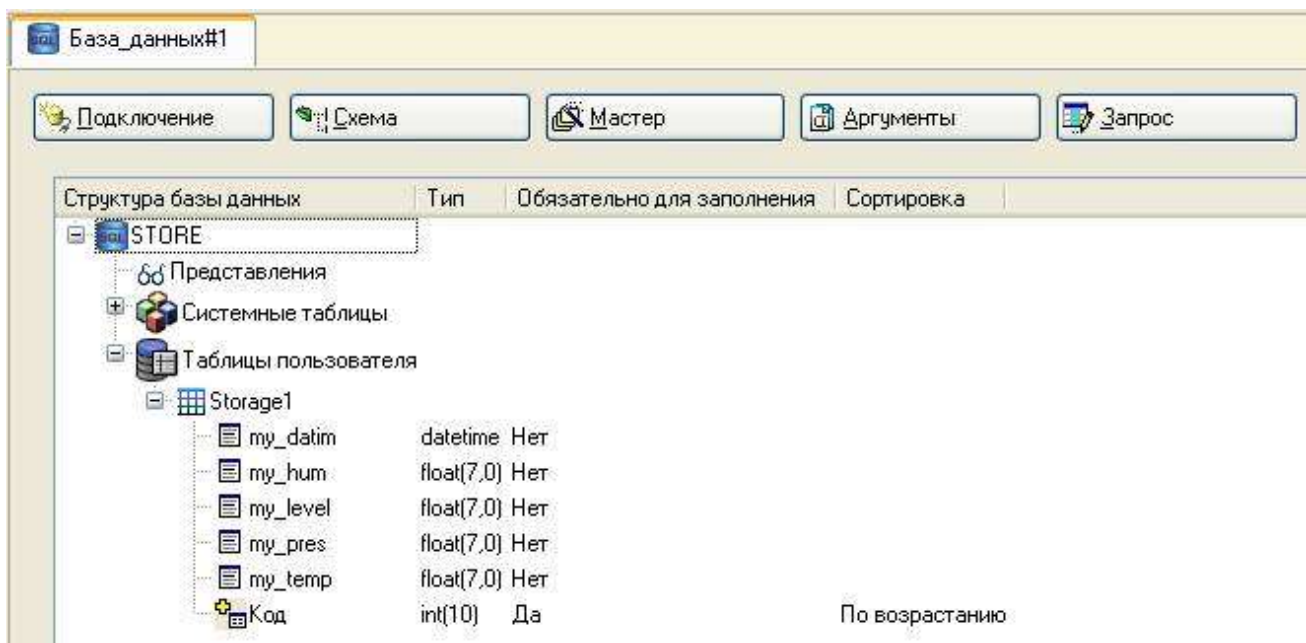 База_данных#1
Подключение Схема Мастер Аргументы Запрос
Структура базы данных Тип Обязательно для заполнения Сортировка
STORE
Представления
Системные таблицы
Таблицы пользователя
Storage1
my_datim datetime Нет
my_hum float(7,0) Нет
my_level float(7,0) Нет
my_pres float(7,0) Нет
my_temp float(7,0) Нет
Код int(10) Да По возрастанию